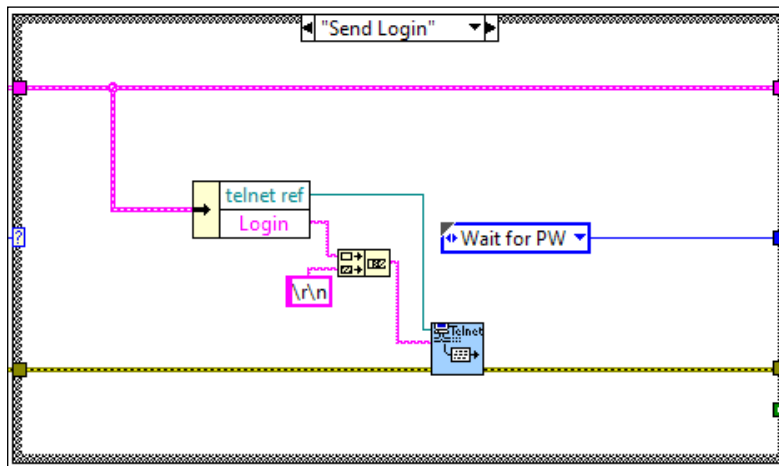 "Send Login"
telnet ref
Login
?
Wait for PW
\r\n
Telnet